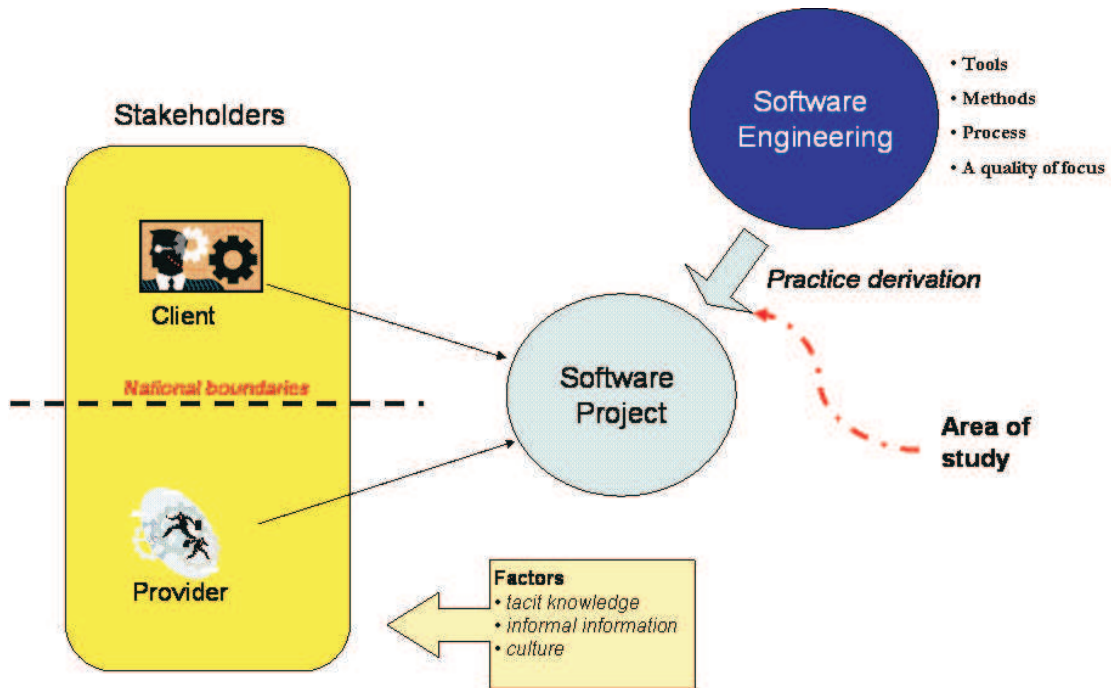 Stakeholders
Client
National boundaries
Provider
Software
Project
Software
Engineering
• Tools
• Methods
• Process
• A quality of focus
Practice derivation
Area of
study
Factors
• tacit knowledge
• informal information
• culture